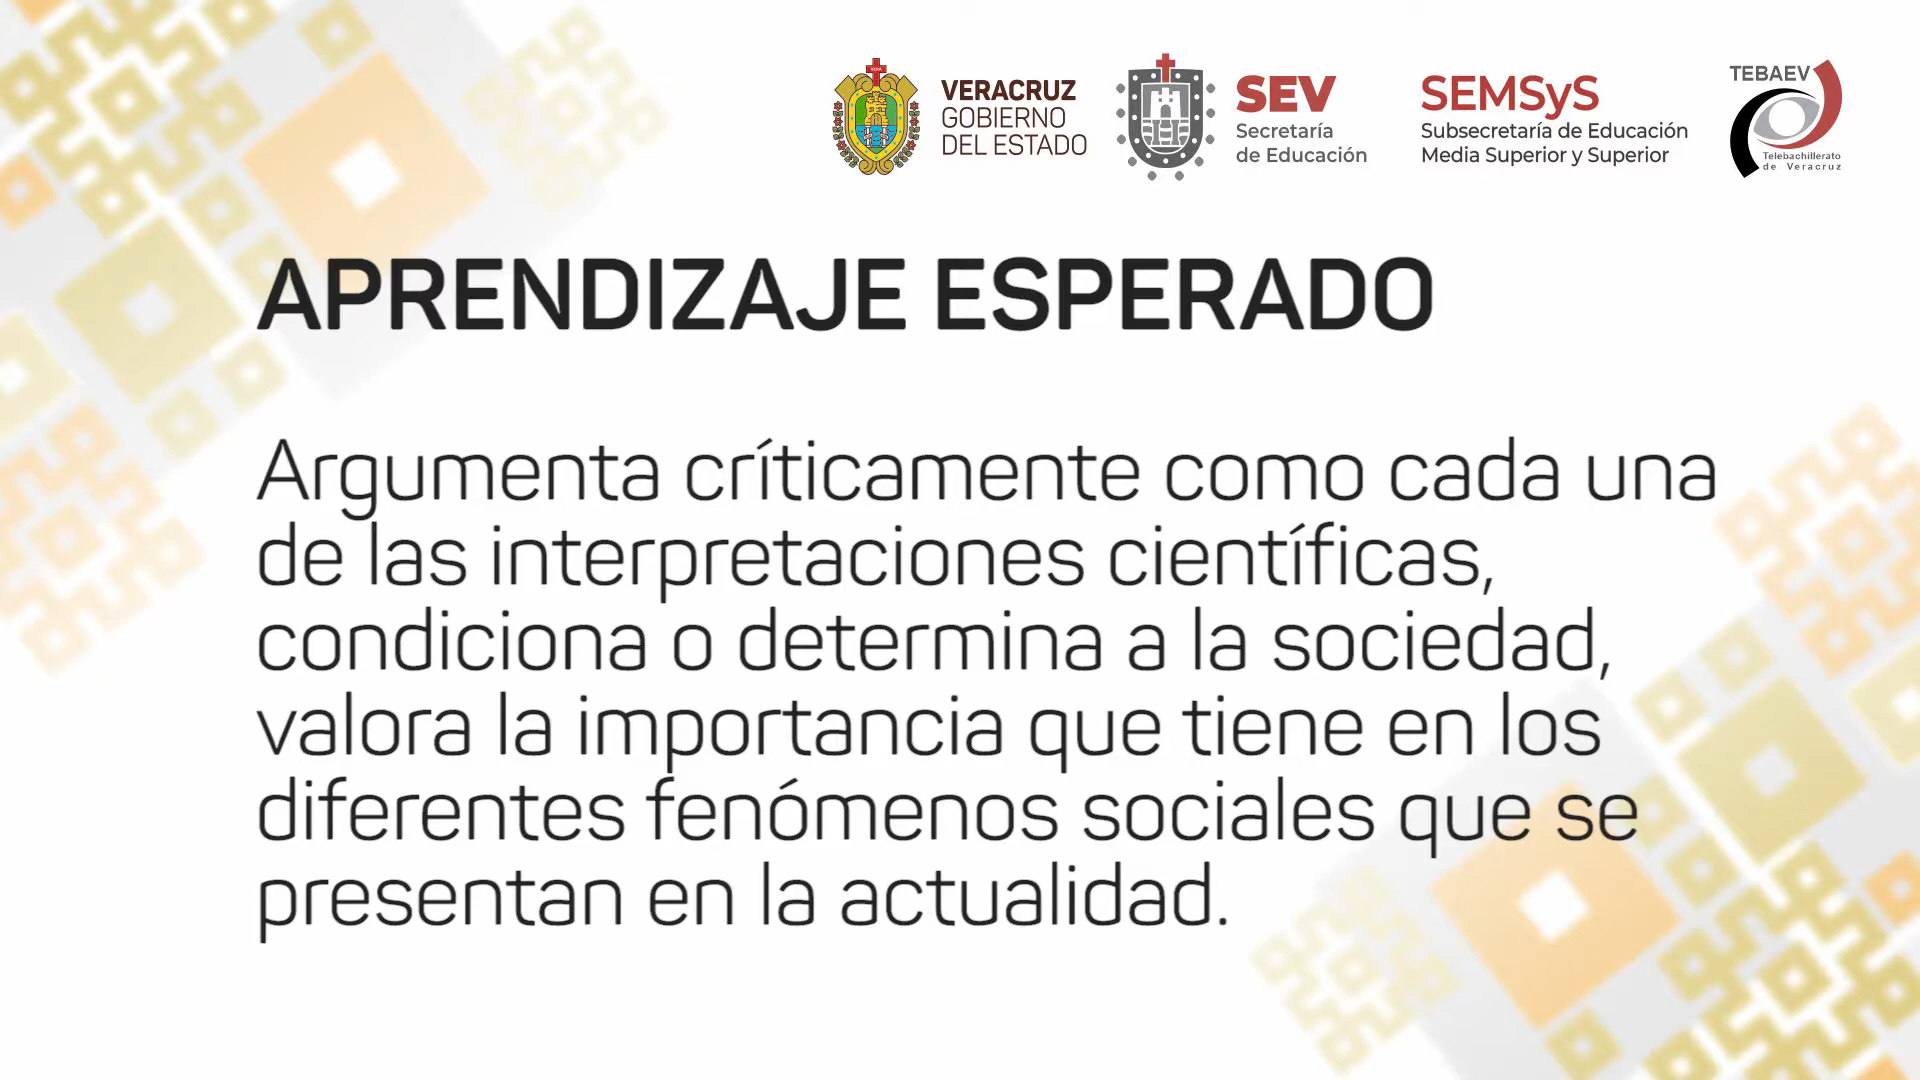 VERACRUZ
GOBIERNO
DEL ESTADO
SEV
Secretaría
de Educación
SEMSyS
Subsecretaría de Educación
Media Superior y Superior
TEBAEV
Telebachillerato
de Veracruz
APRENDIZAJE ESPERADO
Argumenta críticamente como cada una
de las interpretaciones científicas,
condiciona o determina a la sociedad,
valora la importancia que tiene en los
diferentes fenómenos sociales que se
presentan en la actualidad.